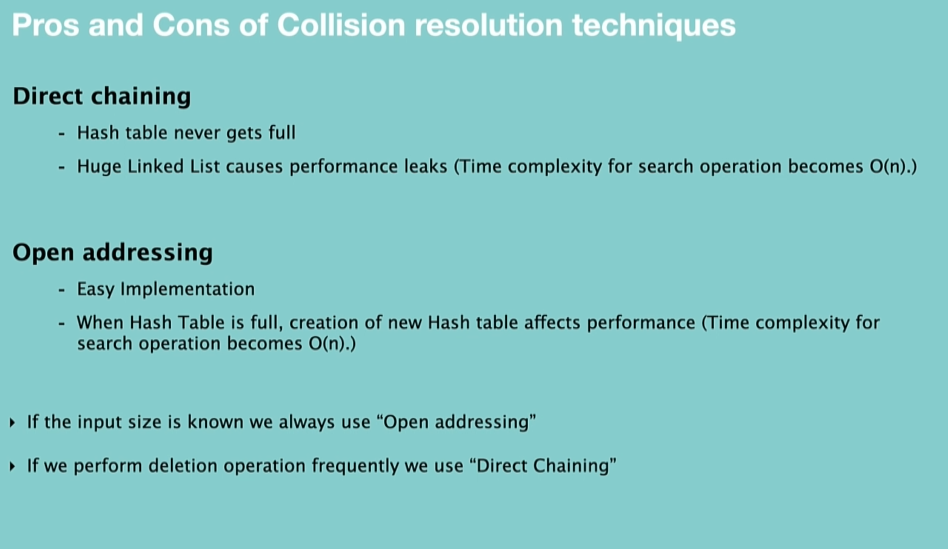 Pros and Cons of Collision resolution techniques
Direct chaining
- Hash table never gets full
- Huge Linked List causes performance leaks (Time complexity for search operation becomes O(n).)
Open addressing
- Easy Implementation
- When Hash Table is full, creation of new Hash table affects performance (Time complexity for
search operation becomes O(n).)
‣ If the input size is known we always use “Open addressing”
‣ If we perform deletion operation frequently we use “Direct Chaining”